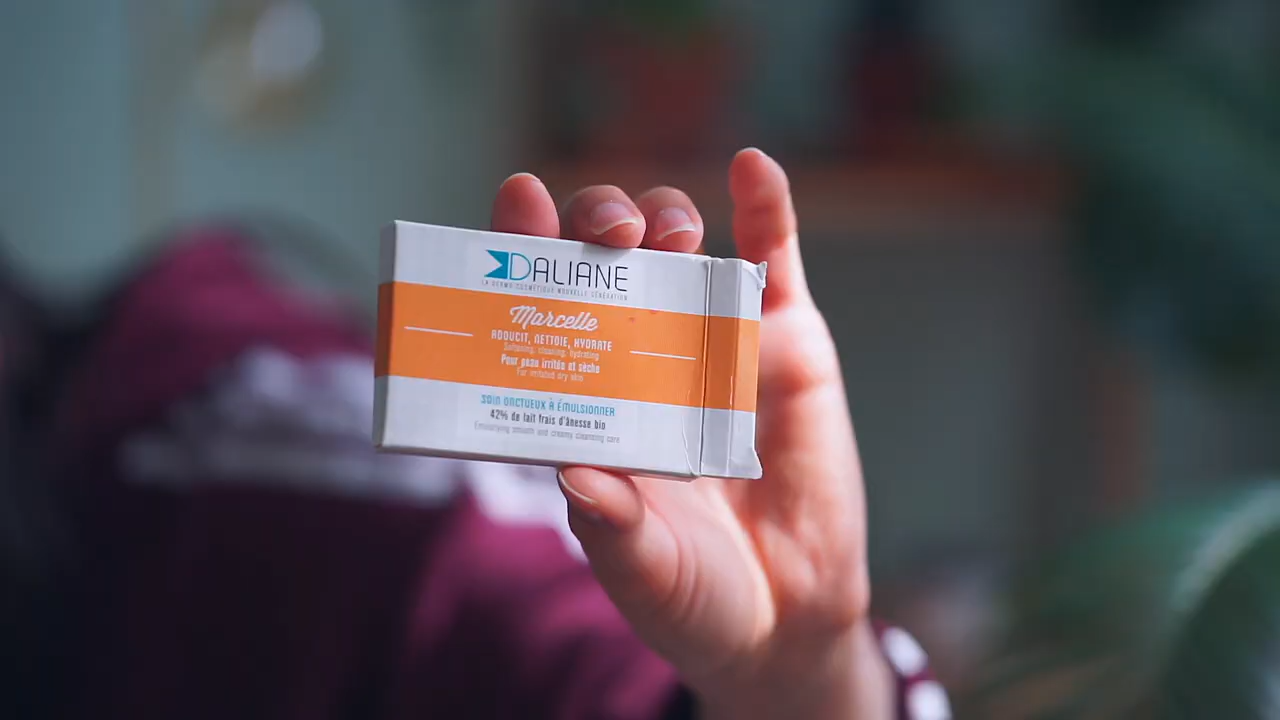 DALIANE
LA DERMO-COSMÉTIQUE NOUVELLE GÉNÉRATION
Marcelle
ADOUCIT, NETTOIE, HYDRATE
Softening, cleaning, hydrating
Pour peau irritée et sèche
For irritated dry skin
SOIN ONCTUEUX À ÉMULSIONNER
42% de lait frais d'ânesse bio
Emulsifying smooth and creamy cleansing care